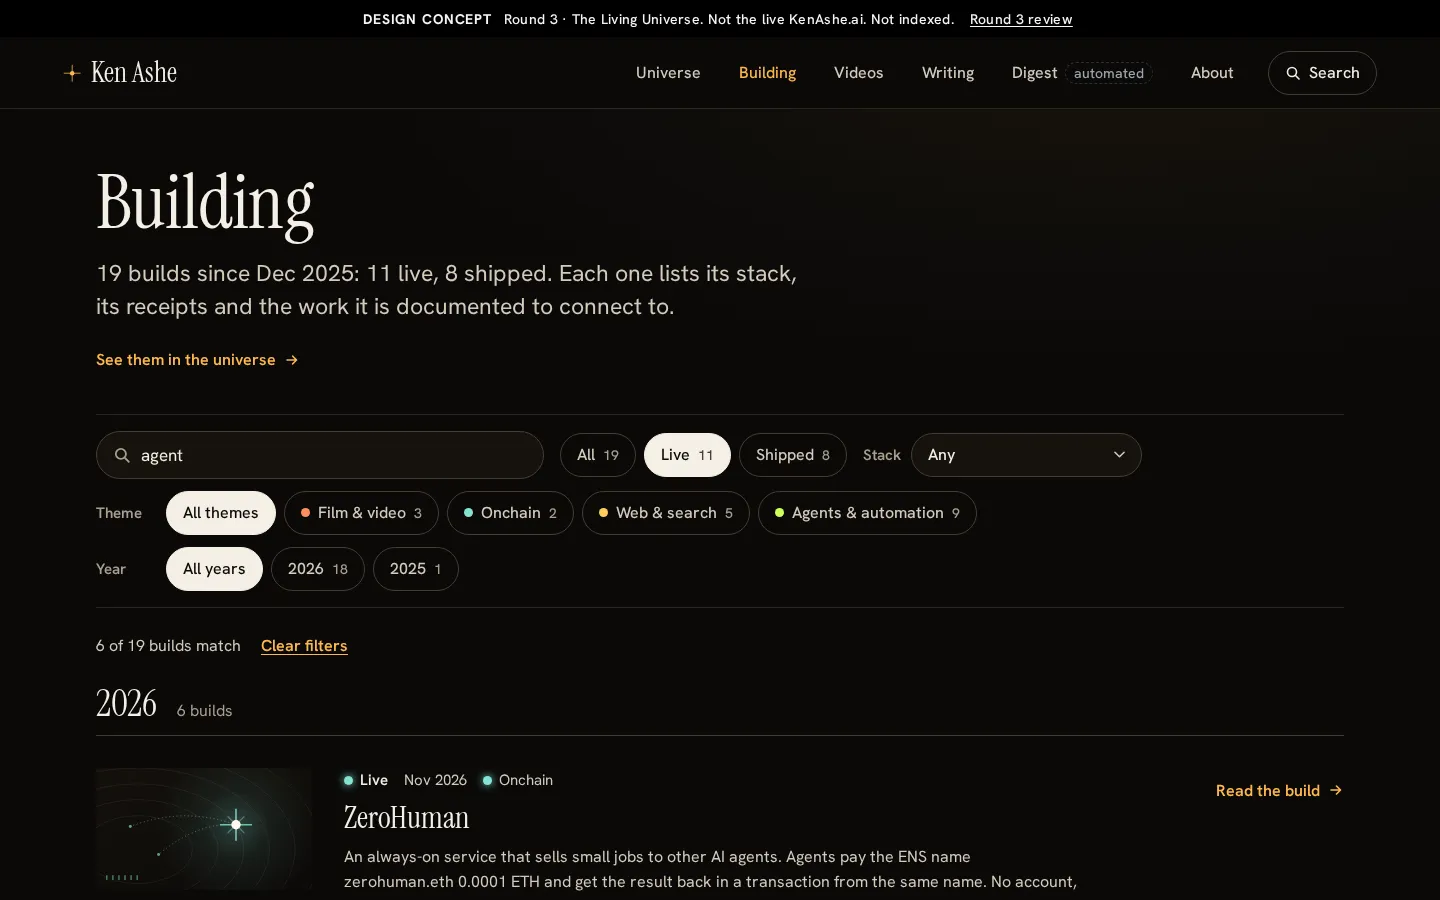 DESIGN CONCEPT Round 3 · The Living Universe. Not the live KenAshe.ai. Not indexed. Round 3 review
Ken Ashe
Universe Building Videos Writing Digest automated About Search
Building
19 builds since Dec 2025: 11 live, 8 shipped. Each one lists its stack,
its receipts and the work it is documented to connect to.
See them in the universe →
agent All 19 Live 11 Shipped 8 Stack Any
Theme All themes Film & video 3 Onchain 2 Web & search 5 Agents & automation 9
Year All years 2026 18 2025 1
6 of 19 builds match Clear filters
2026 6 builds
Live Nov 2026 Onchain
Read the build →
ZeroHuman
An always-on service that sells small jobs to other AI agents. Agents pay the ENS name
zerohuman.eth 0.0001 ETH and get the result back in a transaction from the same name. No account,